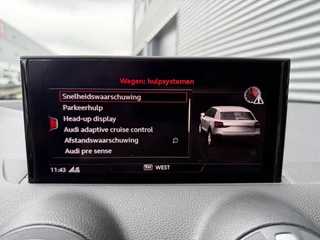 Wagen: hulpsystemen
Snelheidswaarschuwing
Parkeerhulp
Head-up display
Audi adaptive cruise control
Afstandswaarschuwing
Audi pre sense
11:43
WEST